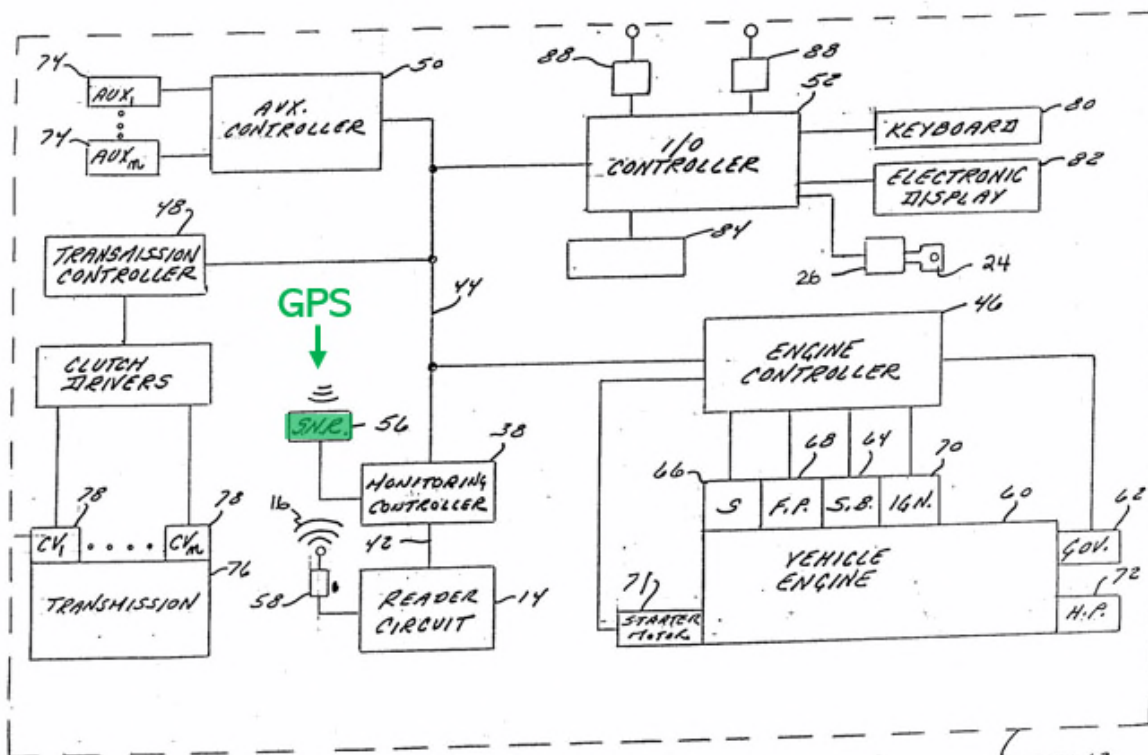 74
AUX1
74
AUXn
50
AUX.
CONTROLLER
88
88
52
I/O
CONTROLLER
80
KEYBOARD
82
ELECTRONIC
DISPLAY
84
26
24
48
TRANSMISSION
CONTROLLER
44
GPS
S.N.R.
56
46
ENGINE
CONTROLLER
CLUTCH
DRIVERS
38
MONITORING
CONTROLLER
16
42
58
READER
CIRCUIT
14
78
CV1
78
CVn
76
TRANSMISSION
66
S
68
F.P.
64
S.B.
70
IGN.
60
VEHICLE
ENGINE
62
GOV.
72
H.P.
71
STARTER
MOTOR